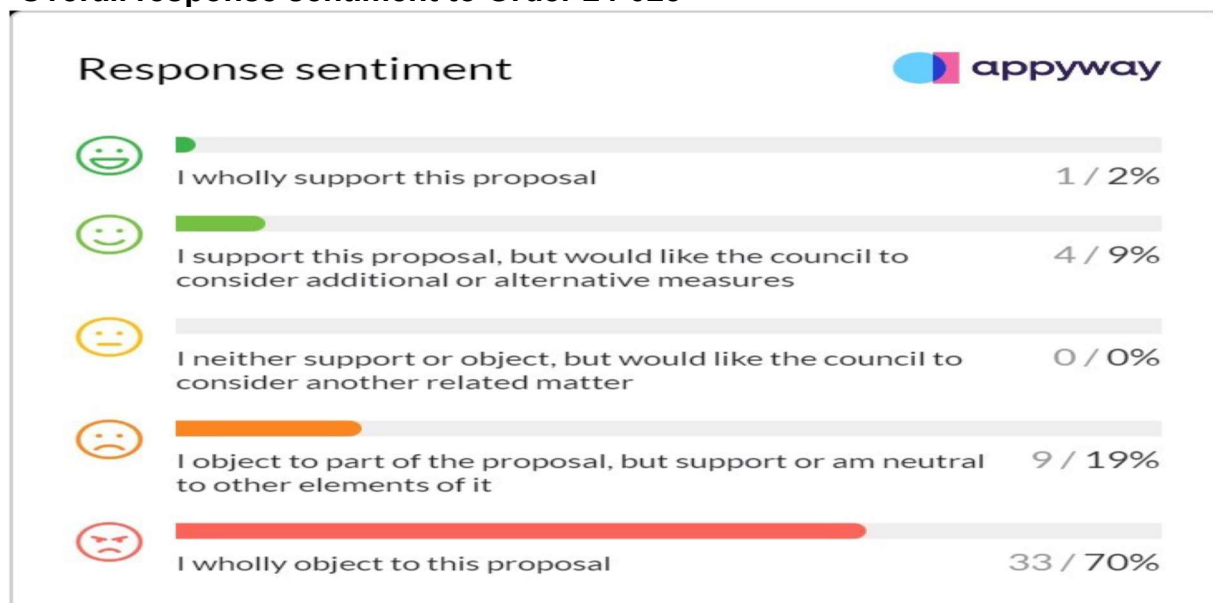 Response sentiment
appyway
I wholly support this proposal
1 / 2%
I support this proposal, but would like the council to
consider additional or alternative measures
4 / 9%
I neither support or object, but would like the council to
consider another related matter
0 / 0%
I object to part of the proposal, but support or am neutral
to other elements of it
9 / 19%
I wholly object to this proposal
33 / 70%